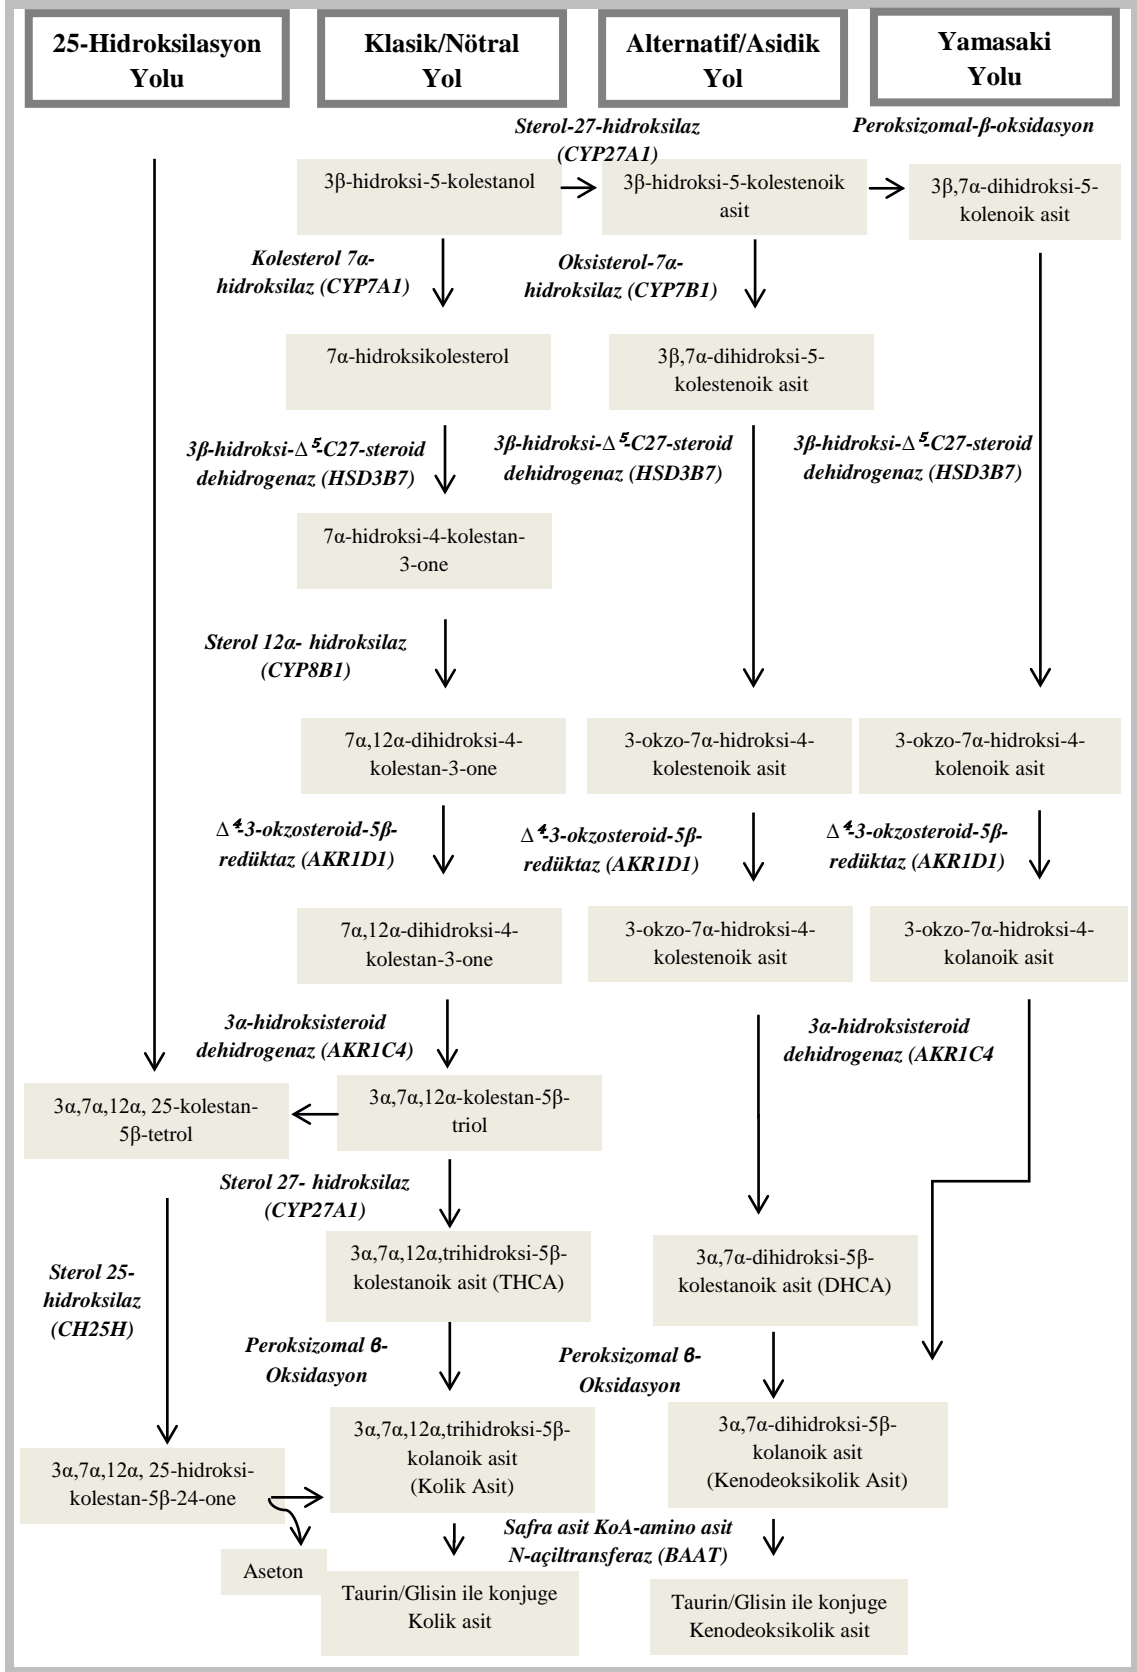 25-Hidroksilasyon
Yolu
Klasik/Nötral
Yol
Alternatif/Asidik
Yol
Yamasaki
Yolu
Sterol-27-hidroksilaz
(CYP27A1)
Peroksizomal-β-oksidasyon
3β-hidroksi-5-kolestanol
3β-hidroksi-5-kolestenoik
asit
3β,7α-dihidroksi-5-
kolenoik asit
Kolesterol 7α-
hidroksilaz (CYP7A1)
Oksisterol-7α-
hidroksilaz (CYP7B1)
7α-hidroksikolesterol
3β,7α-dihidroksi-5-
kolestenoik asit
3β-hidroksi-Δ⁵-C27-steroid
dehidrogenaz (HSD3B7)
3β-hidroksi-Δ⁵-C27-steroid
dehidrogenaz (HSD3B7)
3β-hidroksi-Δ⁵-C27-steroid
dehidrogenaz (HSD3B7)
7α-hidroksi-4-kolestan-
3-one
Sterol 12α- hidroksilaz
(CYP8B1)
7α,12α-dihidroksi-4-
kolestan-3-one
3-okzo-7α-hidroksi-4-
kolestenoik asit
3-okzo-7α-hidroksi-4-
kolenoik asit
Δ⁴-3-okzosteroid-5β-
redüktaz (AKR1D1)
Δ⁴-3-okzosteroid-5β-
redüktaz (AKR1D1)
Δ⁴-3-okzosteroid-5β-
redüktaz (AKR1D1)
7α,12α-dihidroksi-4-
kolestan-3-one
3-okzo-7α-hidroksi-4-
kolestenoik asit
3-okzo-7α-hidroksi-4-
kolanoik asit
3α-hidroksisteroid
dehidrogenaz (AKR1C4)
3α-hidroksisteroid
dehidrogenaz (AKR1C4
3α,7α,12α, 25-kolestan-
5β-tetrol
3α,7α,12α-kolestan-5β-
triol
Sterol 27- hidroksilaz
(CYP27A1)
Sterol 25-
hidroksilaz
(CH25H)
3α,7α,12α,trihidroksi-5β-
kolestanoik asit (THCA)
3α,7α-dihidroksi-5β-
kolestanoik asit (DHCA)
Peroksizomal β-
Oksidasyon
Peroksizomal β-
Oksidasyon
3α,7α,12α, 25-hidroksi-
kolestan-5β-24-one
3α,7α,12α,trihidroksi-5β-
kolanoik asit
(Kolik Asit)
3α,7α-dihidroksi-5β-
kolanoik asit
(Kenodeoksikolik Asit)
Safra asit KoA-amino asit
N-açiltransferaz (BAAT)
Aseton
Taurin/Glisin ile konjuge
Kolik asit
Taurin/Glisin ile konjuge
Kenodeoksikolik asit